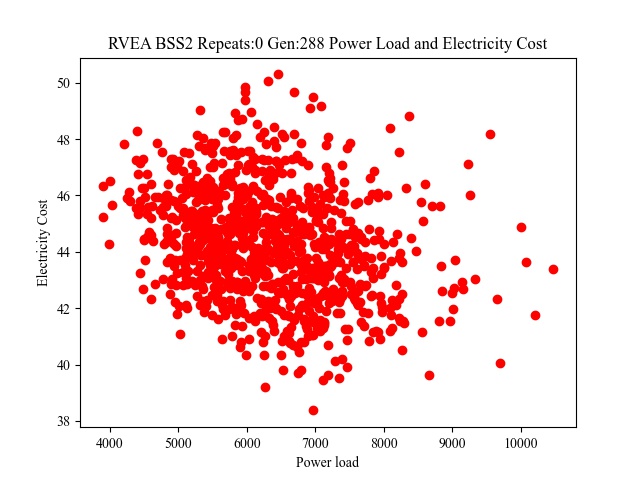 RVEA BSS2 Repeats:0 Gen:288 Power Load and Electricity Cost
50
48
46
44
42
40
38
Electricity Cost
4000 5000 6000 7000 8000 9000 10000
Power load